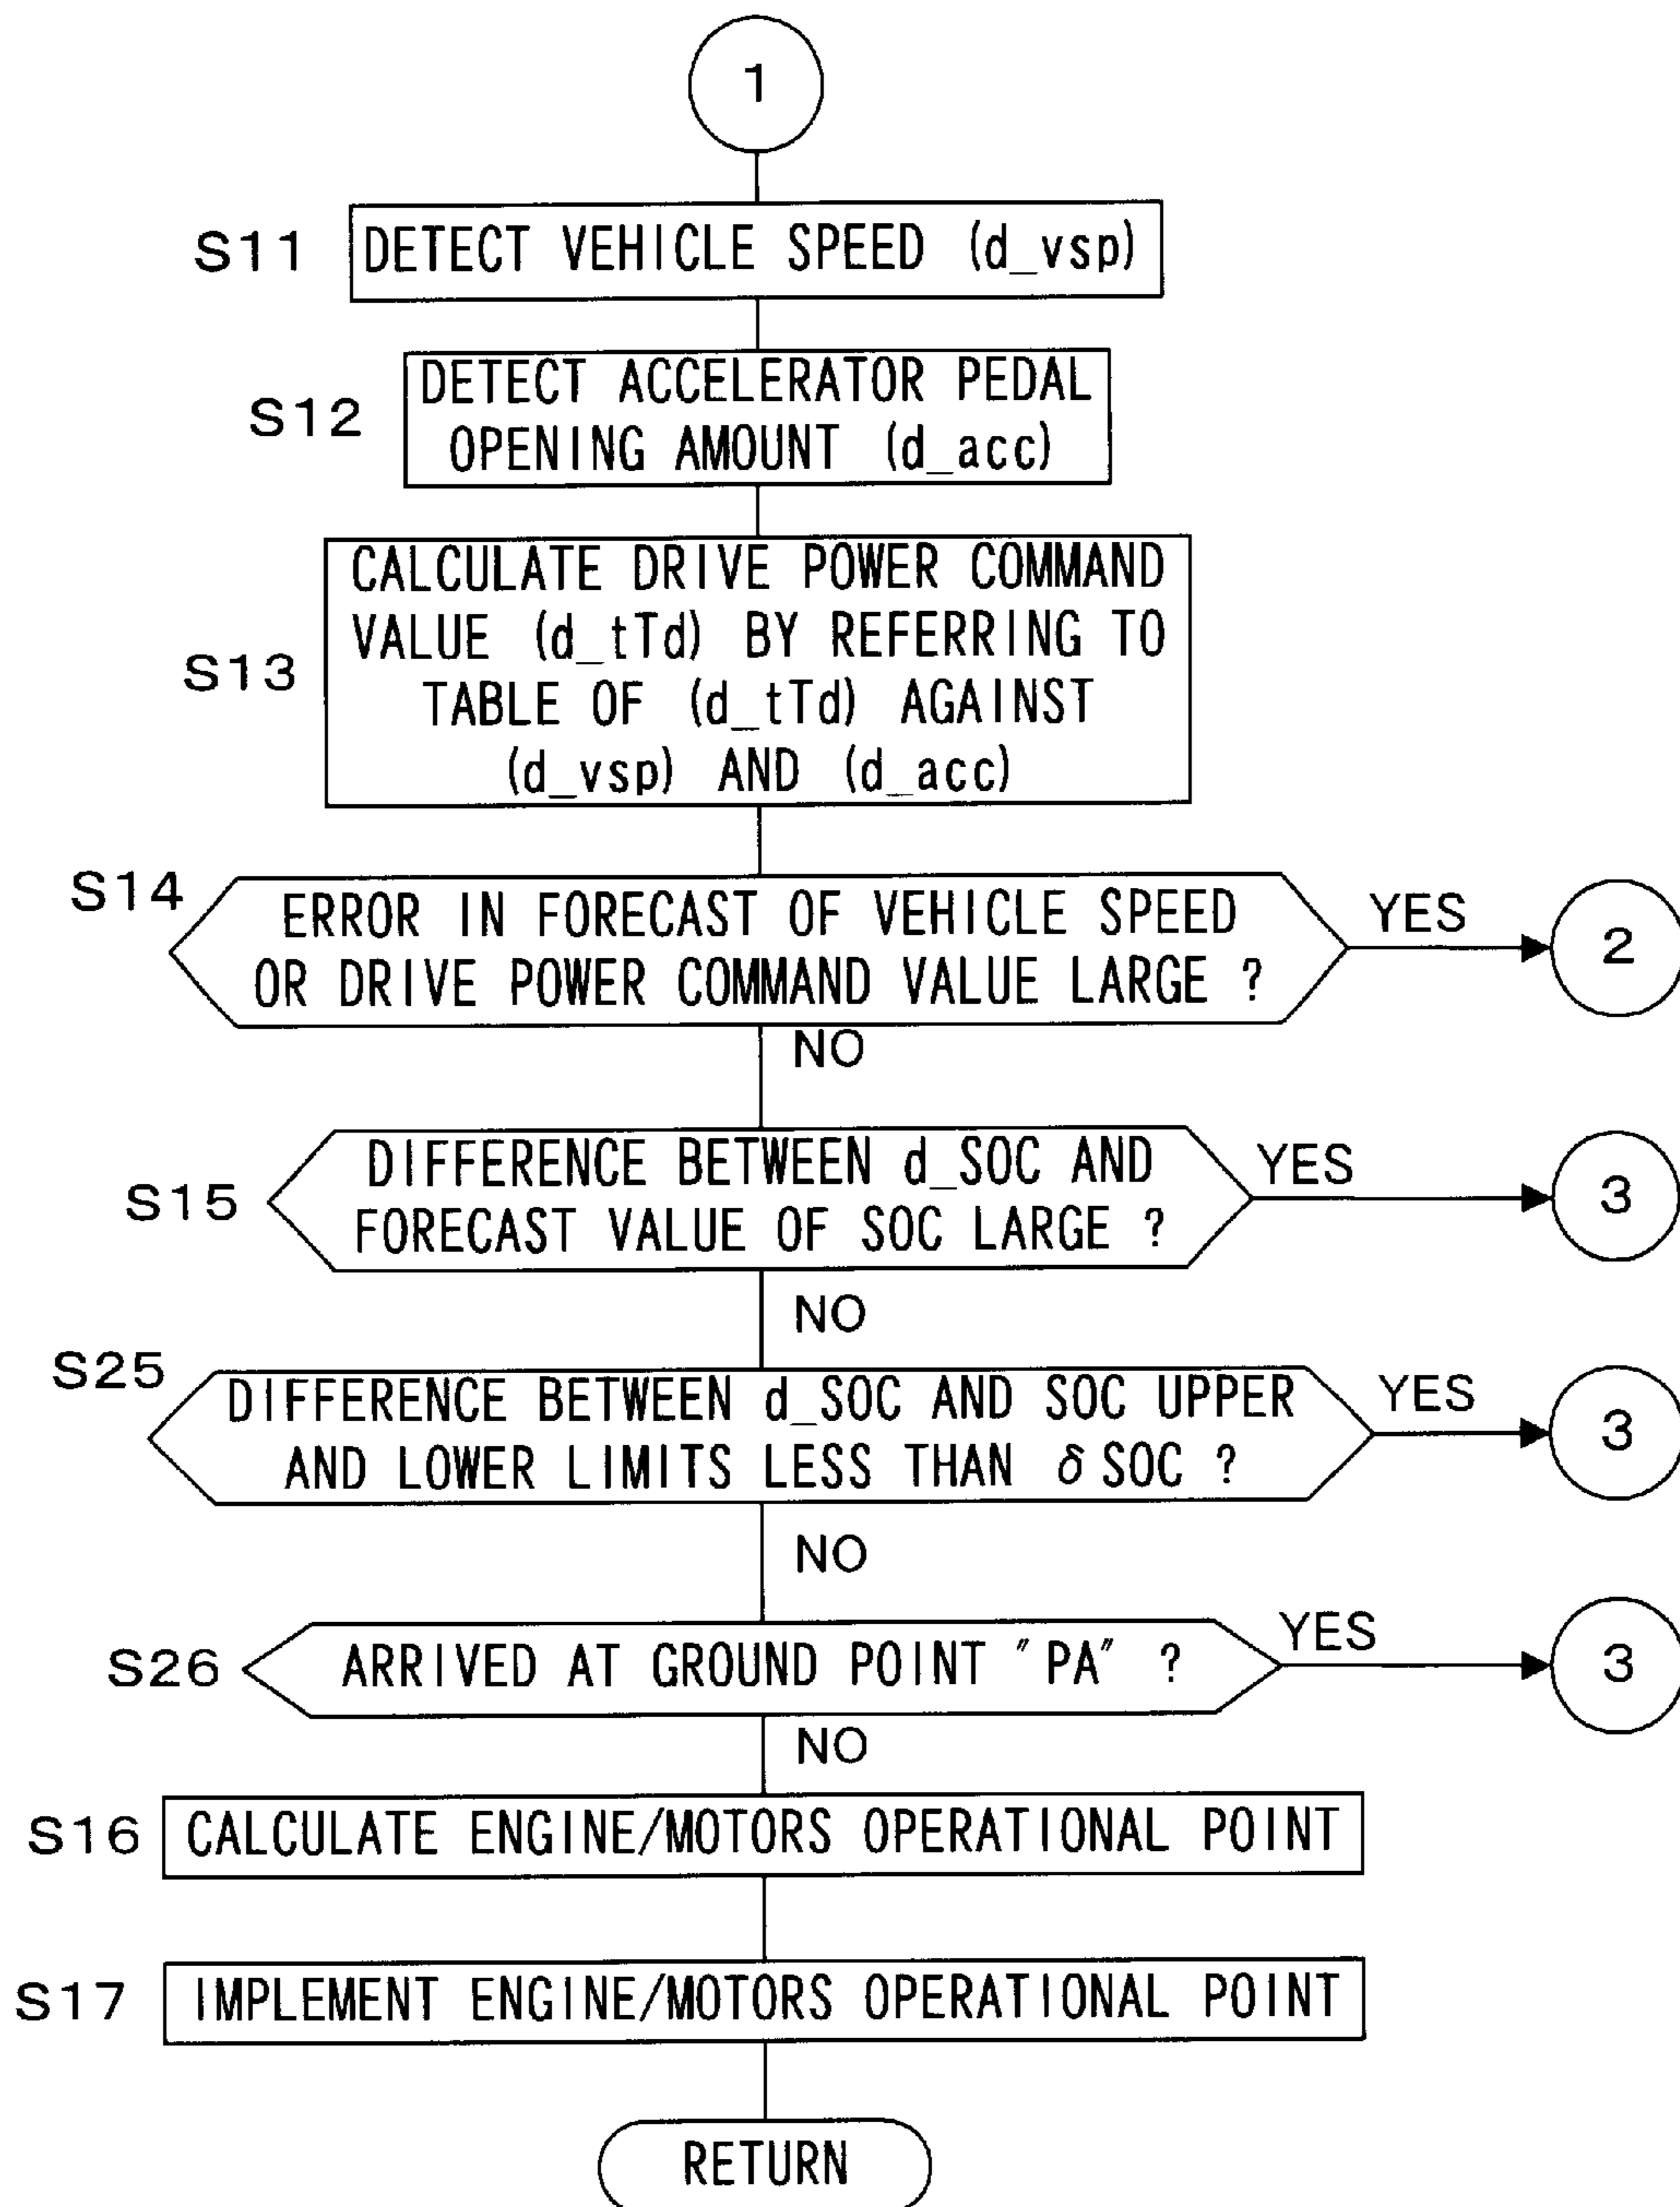 1
S11
DETECT VEHICLE SPEED (d_vsp)
S12
DETECT ACCELERATOR PEDAL
OPENING AMOUNT (d_acc)
S13
CALCULATE DRIVE POWER COMMAND
VALUE (d_tTd) BY REFERRING TO
TABLE OF (d_tTd) AGAINST
(d_vsp) AND (d_acc)
S14
ERROR IN FORECAST OF VEHICLE SPEED
OR DRIVE POWER COMMAND VALUE LARGE ?
YES
2
NO
S15
DIFFERENCE BETWEEN d_SOC AND
FORECAST VALUE OF SOC LARGE ?
YES
3
NO
S25
DIFFERENCE BETWEEN d_SOC AND SOC UPPER
AND LOWER LIMITS LESS THAN δ SOC ?
YES
3
NO
S26
ARRIVED AT GROUND POINT "PA" ?
YES
3
NO
S16
CALCULATE ENGINE/MOTORS OPERATIONAL POINT
S17
IMPLEMENT ENGINE/MOTORS OPERATIONAL POINT
RETURN